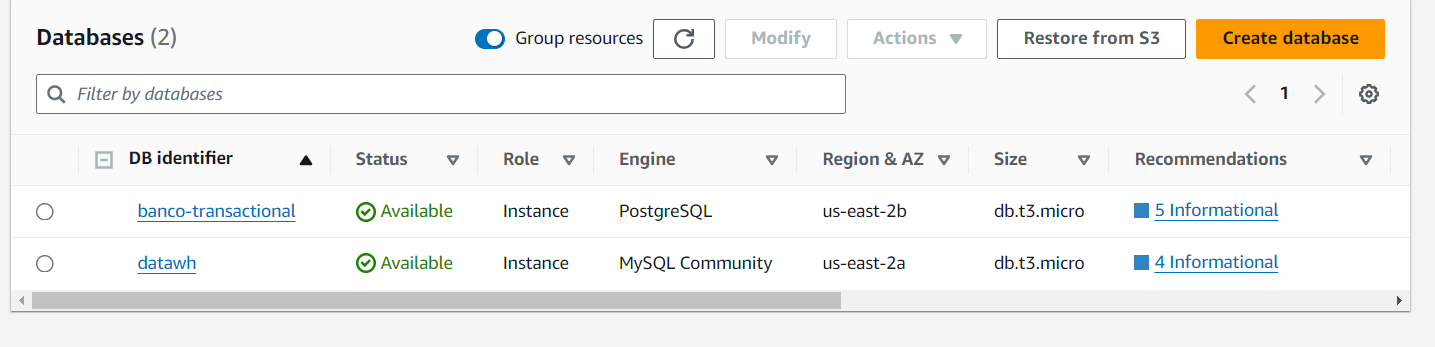 Databases (2) Group resources Modify Actions Restore from S3 Create database
Filter by databases 1
DB identifier Status Role Engine Region & AZ Size Recommendations
banco-transactional Available Instance PostgreSQL us-east-2b db.t3.micro 5 Informational
datawh Available Instance MySQL Community us-east-2a db.t3.micro 4 Informational